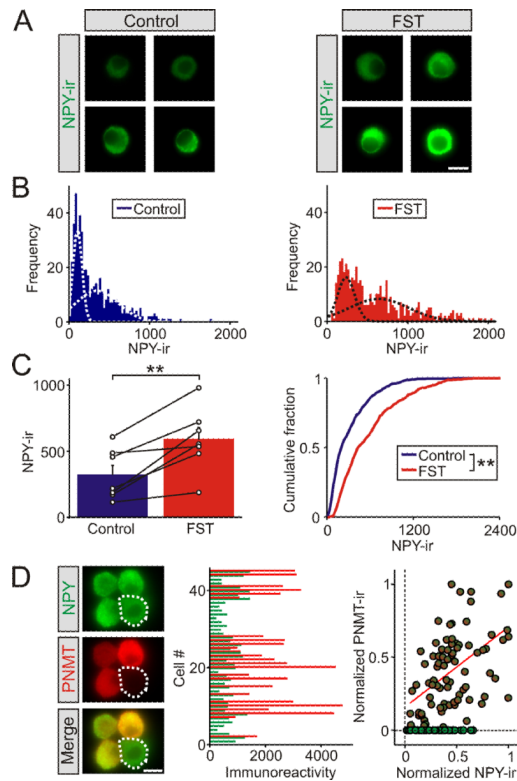 A
Control
FST
NPY-ir
NPY-ir
B
Control
FST
Frequency
40
20
0
0
1000
2000
NPY-ir
Frequency
40
20
0
0
1000
2000
NPY-ir
C
**
NPY-ir
1000
500
0
Control
FST
Cumulative fraction
1
0.5
0
Control
FST
**
0
1200
2400
NPY-ir
D
NPY
PNMT
Merge
Cell #
40
20
0
0
2000
4000
Immunoreactivity
Normalized PNMT-ir
1
0.5
0
0
0.5
1
Normalized NPY-ir